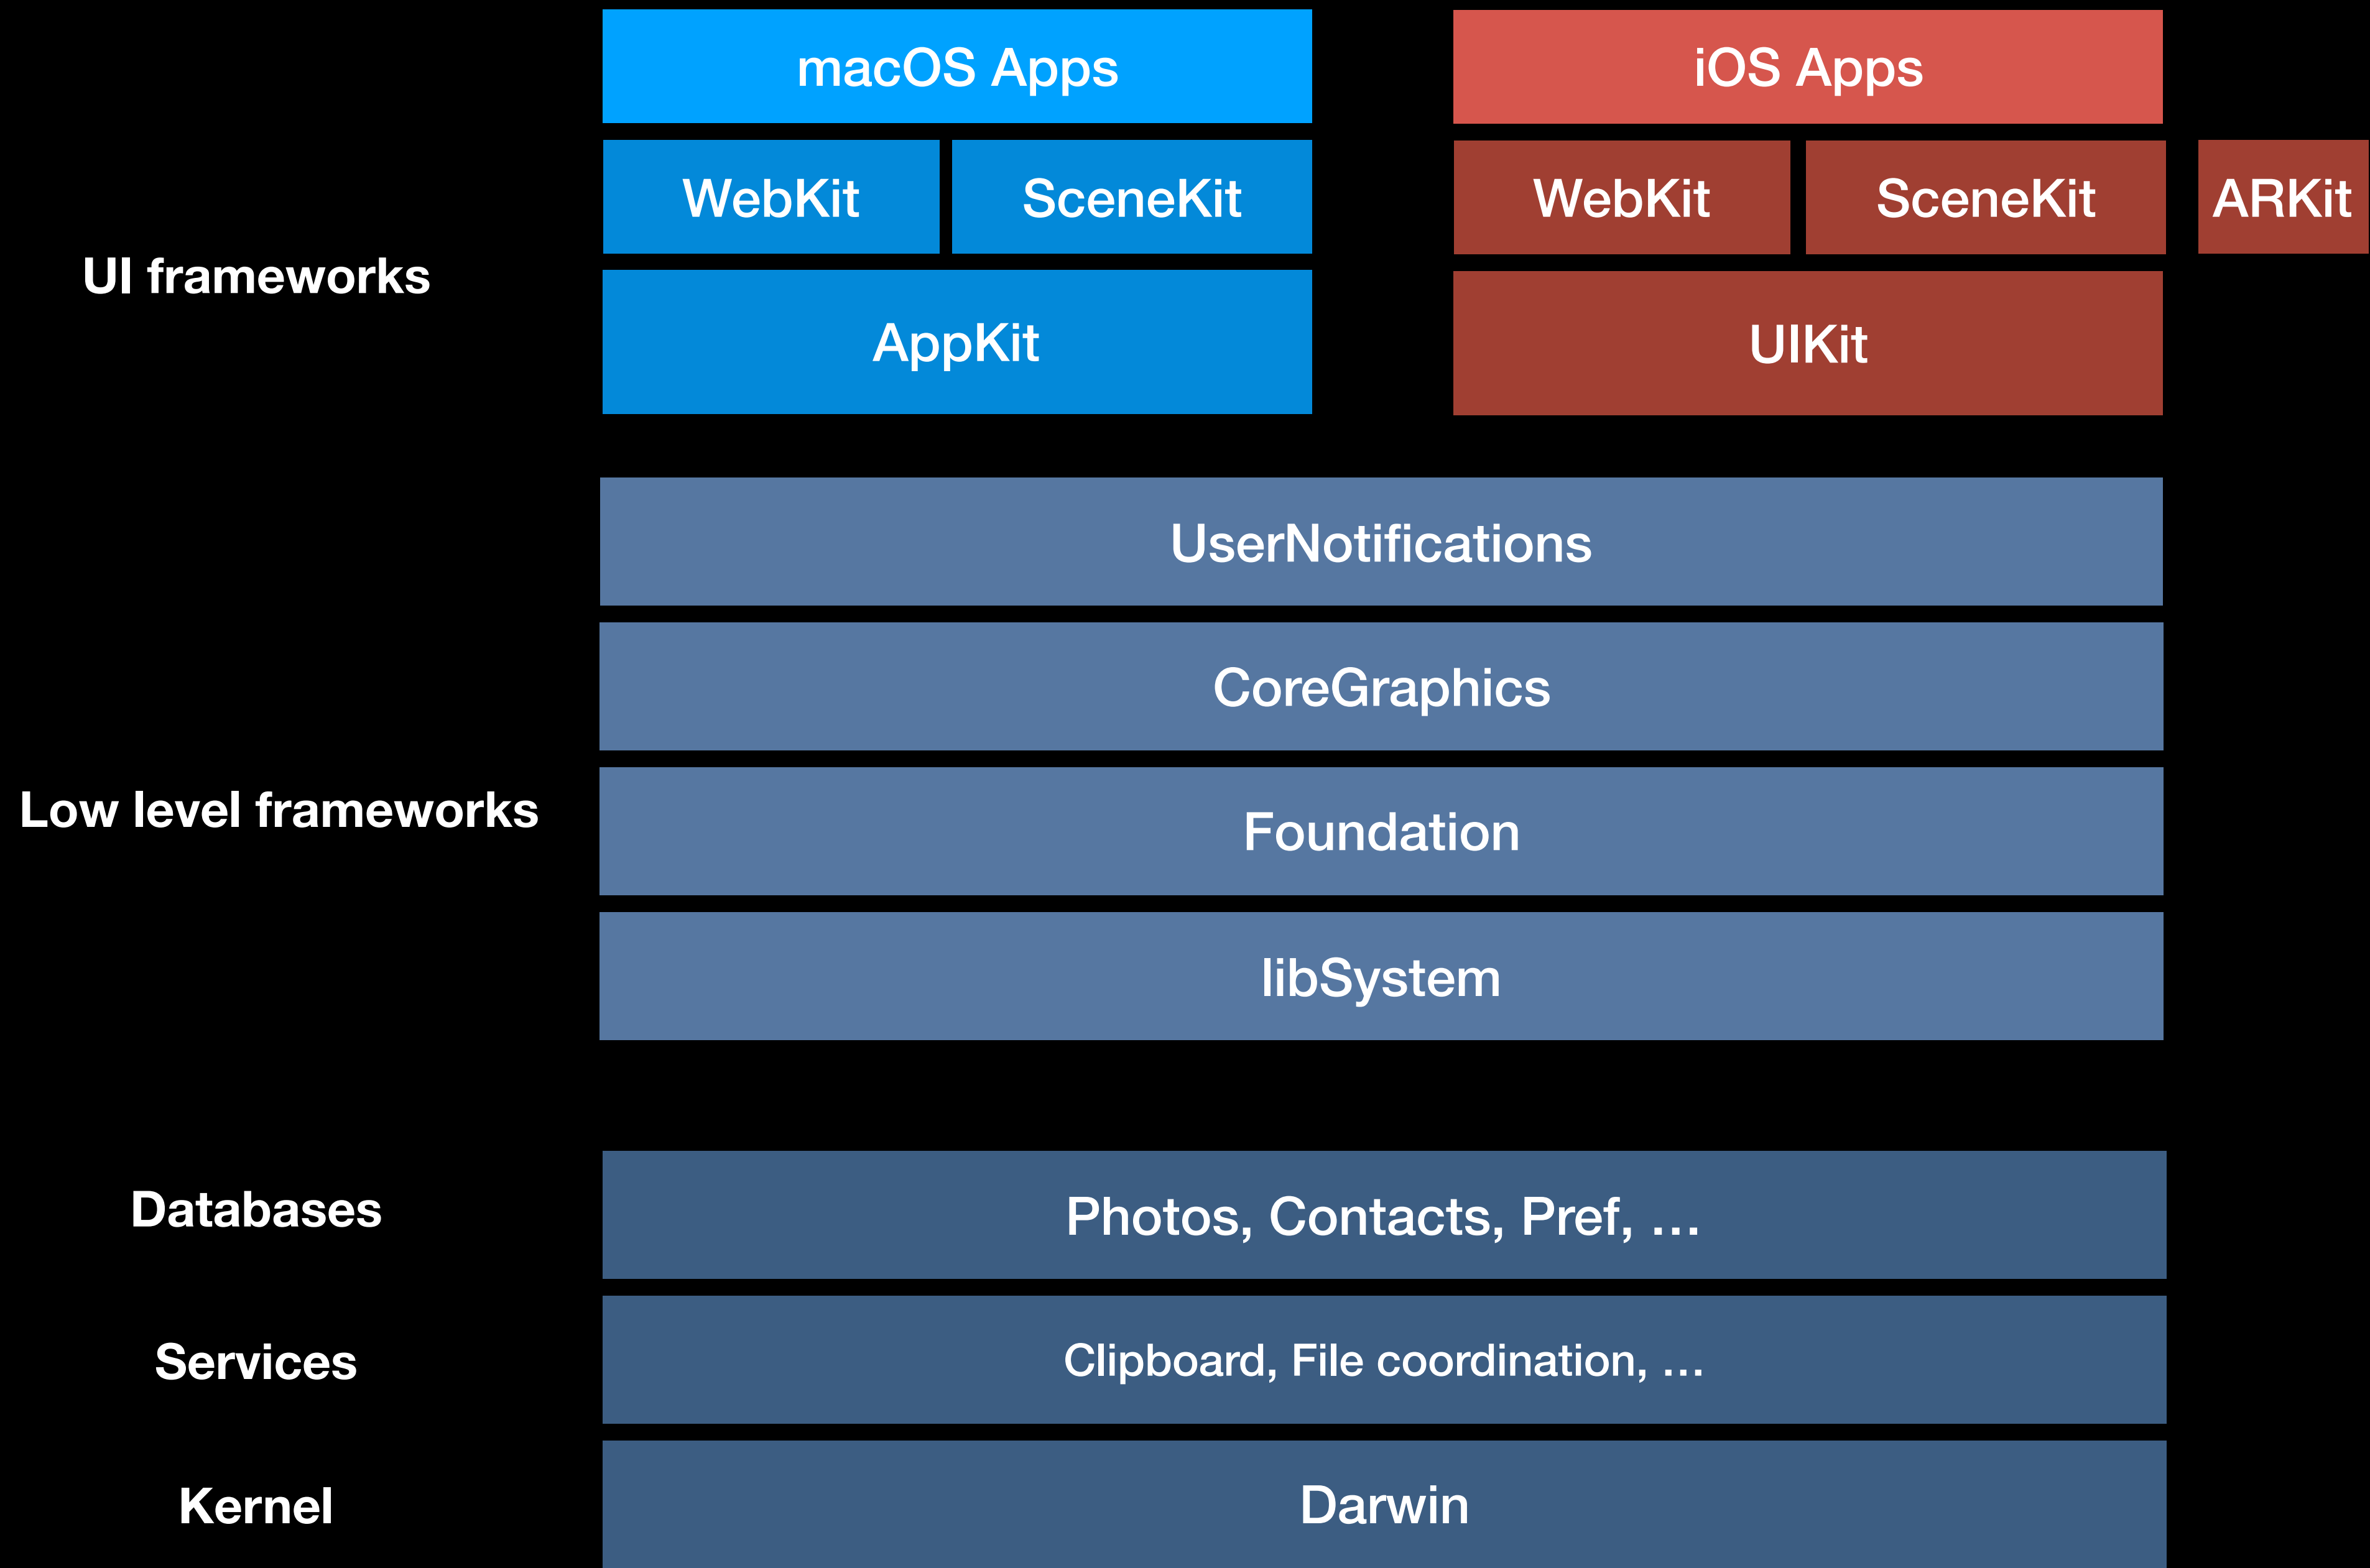 macOS Apps
iOS Apps
UI frameworks
WebKit
SceneKit
WebKit
SceneKit
ARKit
AppKit
UIKit
Low level frameworks
UserNotifications
CoreGraphics
Foundation
libSystem
Databases
Photos, Contacts, Pref, …
Services
Clipboard, File coordination, …
Kernel
Darwin